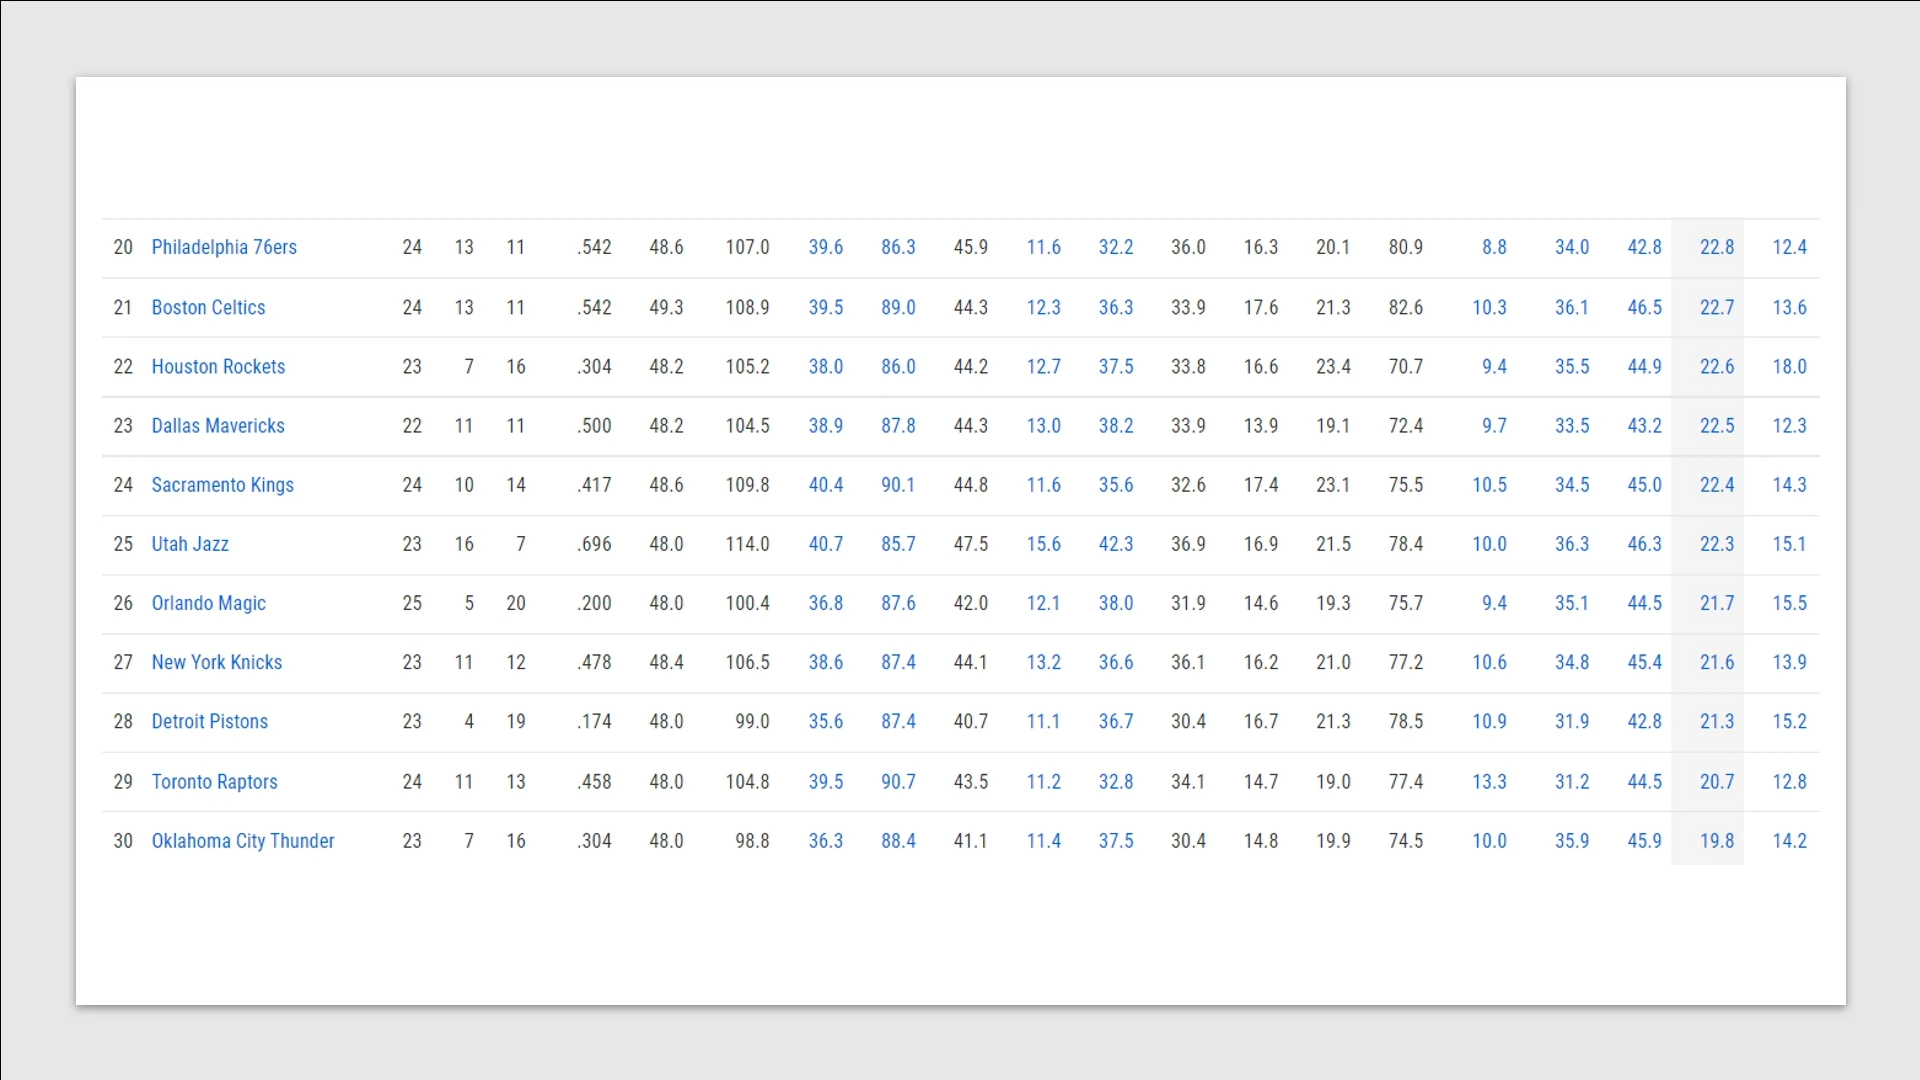 20 Philadelphia 76ers 24 13 11 .542 48.6 107.0 39.6 86.3 45.9 11.6 32.2 36.0 16.3 20.1 80.9 8.8 34.0 42.8 22.8 12.4
21 Boston Celtics 24 13 11 .542 49.3 108.9 39.5 89.0 44.3 12.3 36.3 33.9 17.6 21.3 82.6 10.3 36.1 46.5 22.7 13.6
22 Houston Rockets 23 7 16 .304 48.2 105.2 38.0 86.0 44.2 12.7 37.5 33.8 16.6 23.4 70.7 9.4 35.5 44.9 22.6 18.0
23 Dallas Mavericks 22 11 11 .500 48.2 104.5 38.9 87.8 44.3 13.0 38.2 33.9 13.9 19.1 72.4 9.7 33.5 43.2 22.5 12.3
24 Sacramento Kings 24 10 14 .417 48.6 109.8 40.4 90.1 44.8 11.6 35.6 32.6 17.4 23.1 75.5 10.5 34.5 45.0 22.4 14.3
25 Utah Jazz 23 16 7 .696 48.0 114.0 40.7 85.7 47.5 15.6 42.3 36.9 16.9 21.5 78.4 10.0 36.3 46.3 22.3 15.1
26 Orlando Magic 25 5 20 .200 48.0 100.4 36.8 87.6 42.0 12.1 38.0 31.9 14.6 19.3 75.7 9.4 35.1 44.5 21.7 15.5
27 New York Knicks 23 11 12 .478 48.4 106.5 38.6 87.4 44.1 13.2 36.6 36.1 16.2 21.0 77.2 10.6 34.8 45.4 21.6 13.9
28 Detroit Pistons 23 4 19 .174 48.0 99.0 35.6 87.4 40.7 11.1 36.7 30.4 16.7 21.3 78.5 10.9 31.9 42.8 21.3 15.2
29 Toronto Raptors 24 11 13 .458 48.0 104.8 39.5 90.7 43.5 11.2 32.8 34.1 14.7 19.0 77.4 13.3 31.2 44.5 20.7 12.8
30 Oklahoma City Thunder 23 7 16 .304 48.0 98.8 36.3 88.4 41.1 11.4 37.5 30.4 14.8 19.9 74.5 10.0 35.9 45.9 19.8 14.2